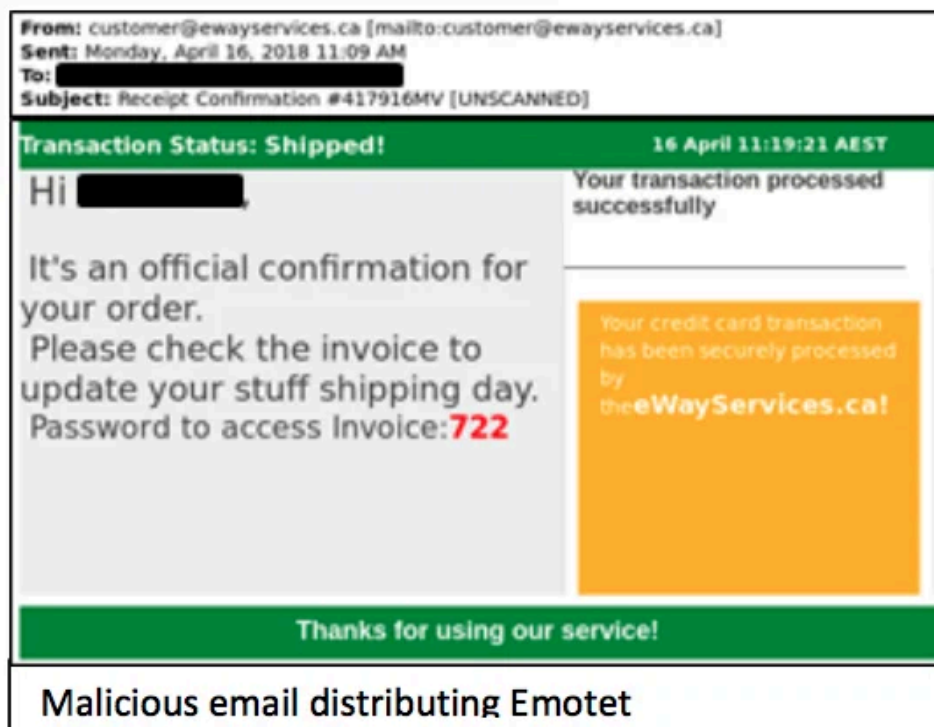 From: customer@ewayservices.ca [mailto:customer@ewayservices.ca]
Sent: Monday, April 16, 2018 11:09 AM
To:
Subject: Receipt Confirmation #417916MV [UNSCANNED]
Transaction Status: Shipped!
16 April 11:19:21 AEST
Hi ,
It's an official confirmation for
your order.
Please check the invoice to
update your stuff shipping day.
Password to access Invoice:722
Your transaction processed
successfully
Your credit card transaction
has been securely processed
by
theeWayServices.ca!
Thanks for using our service!
Malicious email distributing Emotet